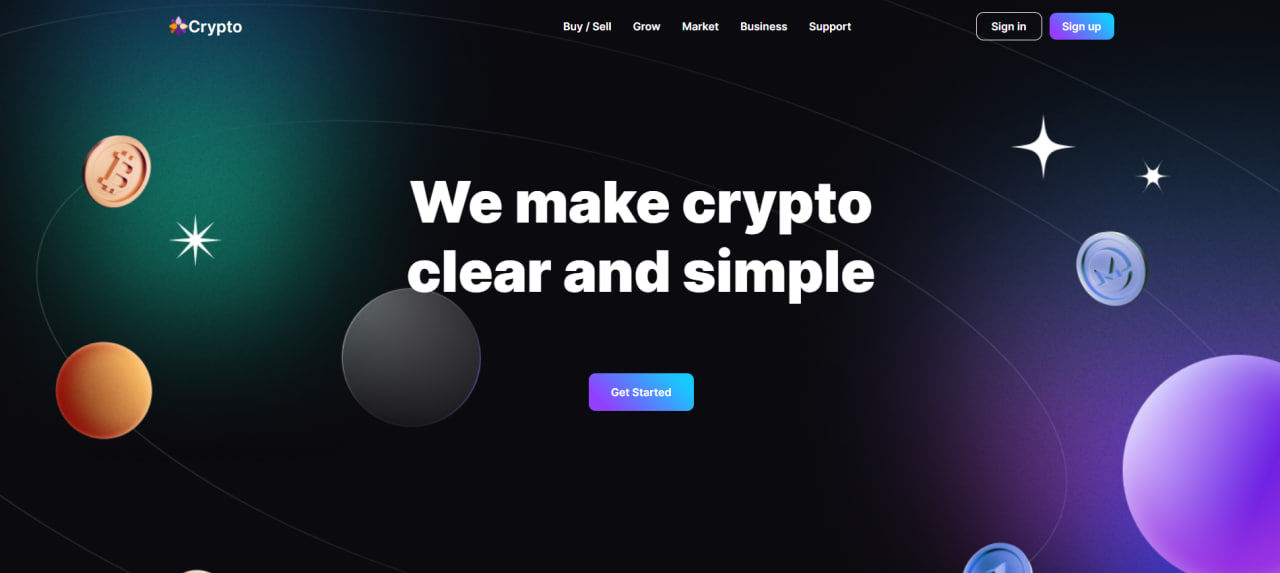 Crypto
Buy / Sell Grow Market Business Support
Sign in
Sign up
We make crypto
clear and simple
Get Started